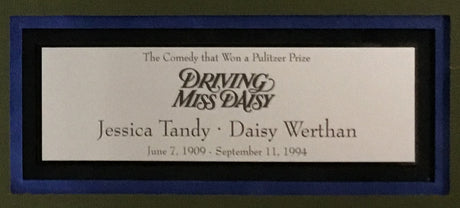 The Comedy that Won a Pulitzer Prize
DRIVING
MISS DAISY
Jessica Tandy · Daisy Werthan
June 7, 1909 - September 11, 1994